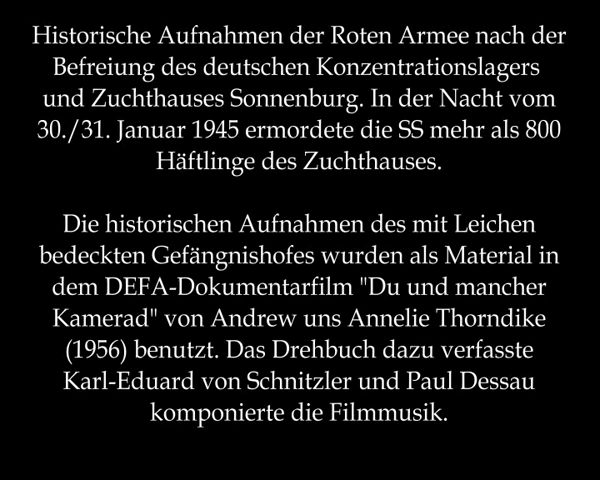 Historische Aufnahmen der Roten Armee nach der
Befreiung des deutschen Konzentrationslagers
und Zuchthauses Sonnenburg. In der Nacht vom
30./31. Januar 1945 ermordete die SS mehr als 800
Häftlinge des Zuchthauses.
Die historischen Aufnahmen des mit Leichen
bedeckten Gefängnishofes wurden als Material in
dem DEFA-Dokumentarfilm "Du und mancher
Kamerad" von Andrew uns Annelie Thorndike
(1956) benutzt. Das Drehbuch dazu verfasste
Karl-Eduard von Schnitzler und Paul Dessau
komponierte die Filmmusik.